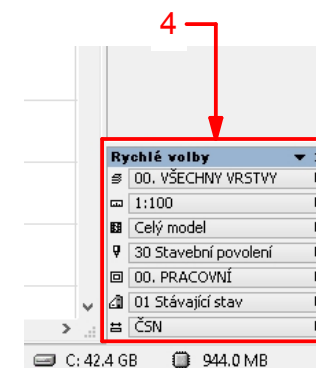 4
Rychlé volby
00. VŠECHNY VRSTVY
1:100
Celý model
30 Stavební povolení
00. PRACOVNÍ
01 Stávající stav
ČSN
C: 42.4 GB 944.0 MB